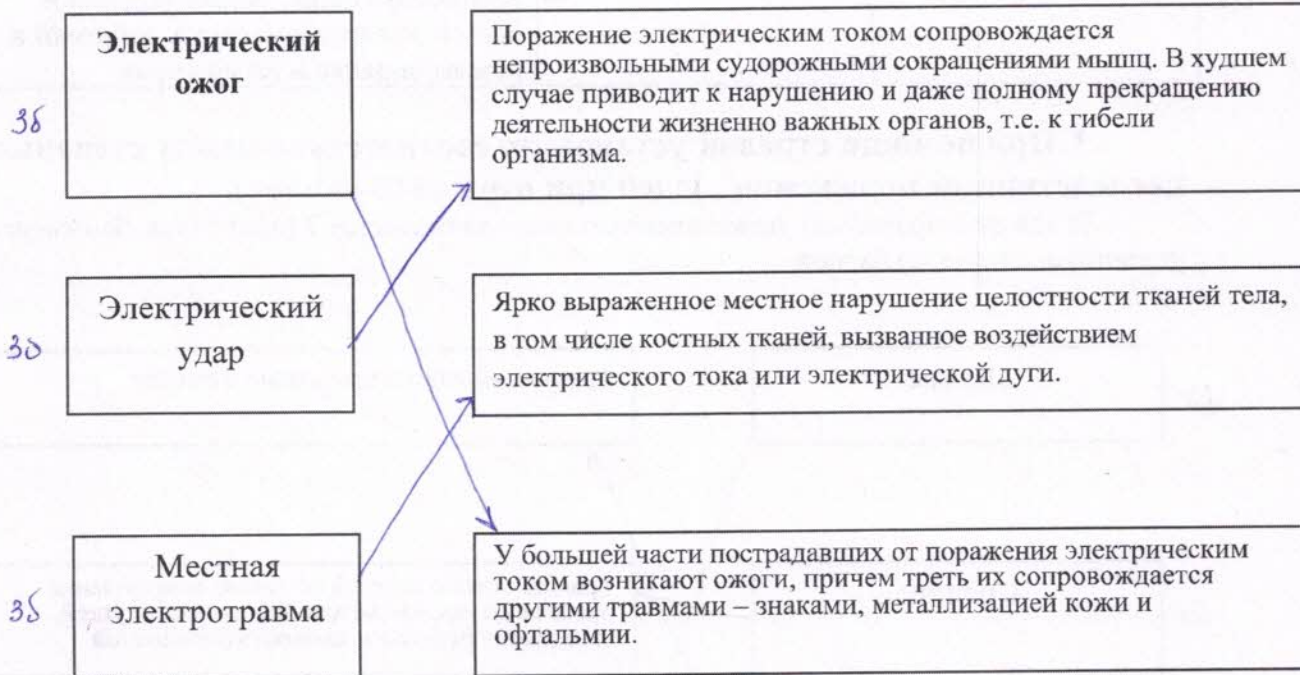 Электрический
ожог
Поражение электрическим током сопровождается
непроизвольными судорожными сокращениями мышц. В худшем
случае приводит к нарушению и даже полному прекращению
деятельности жизненно важных органов, т.е. к гибели
организма.
3б
Электрический
удар
Ярко выраженное местное нарушение целостности тканей тела,
в том числе костных тканей, вызванное воздействием
электрического тока или электрической дуги.
3б
Местная
электротравма
У большей части пострадавших от поражения электрическим
током возникают ожоги, причем треть их сопровождается
другими травмами – знаками, металлизацией кожи и
офтальмии.
3б